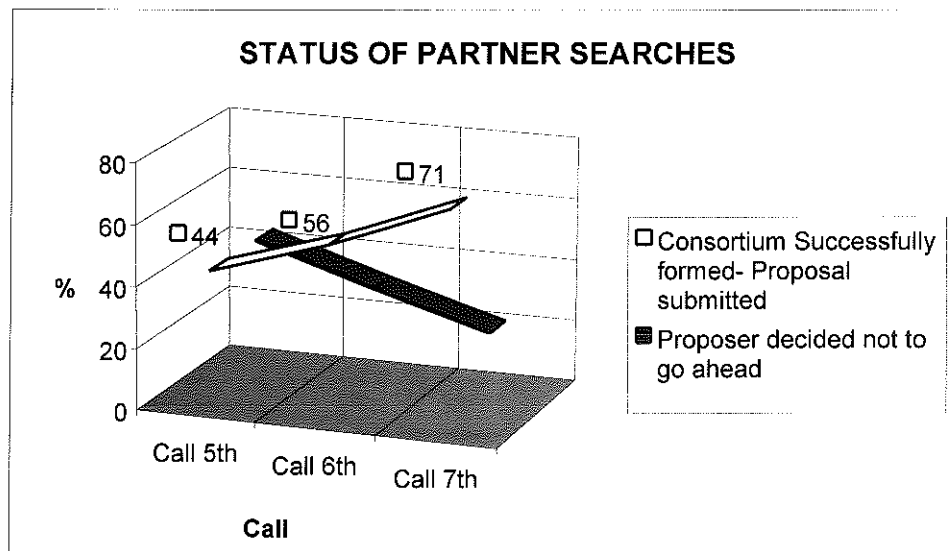 STATUS OF PARTNER SEARCHES
80
60
40
20
0
%
44
56
71
Call 5th
Call 6th
Call 7th
Call
Consortium Successfully
formed- Proposal
submitted
Proposer decided not to
go ahead